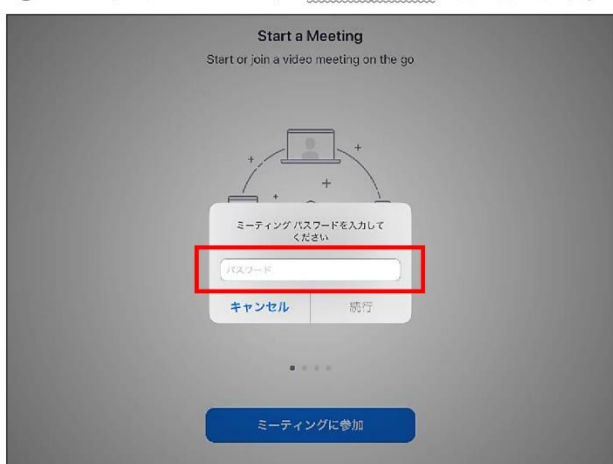 Start a Meeting
Start or join a video meeting on the go
ミーティング パスワードを入力して
ください
パスワード
キャンセル
続行
ミーティングに参加